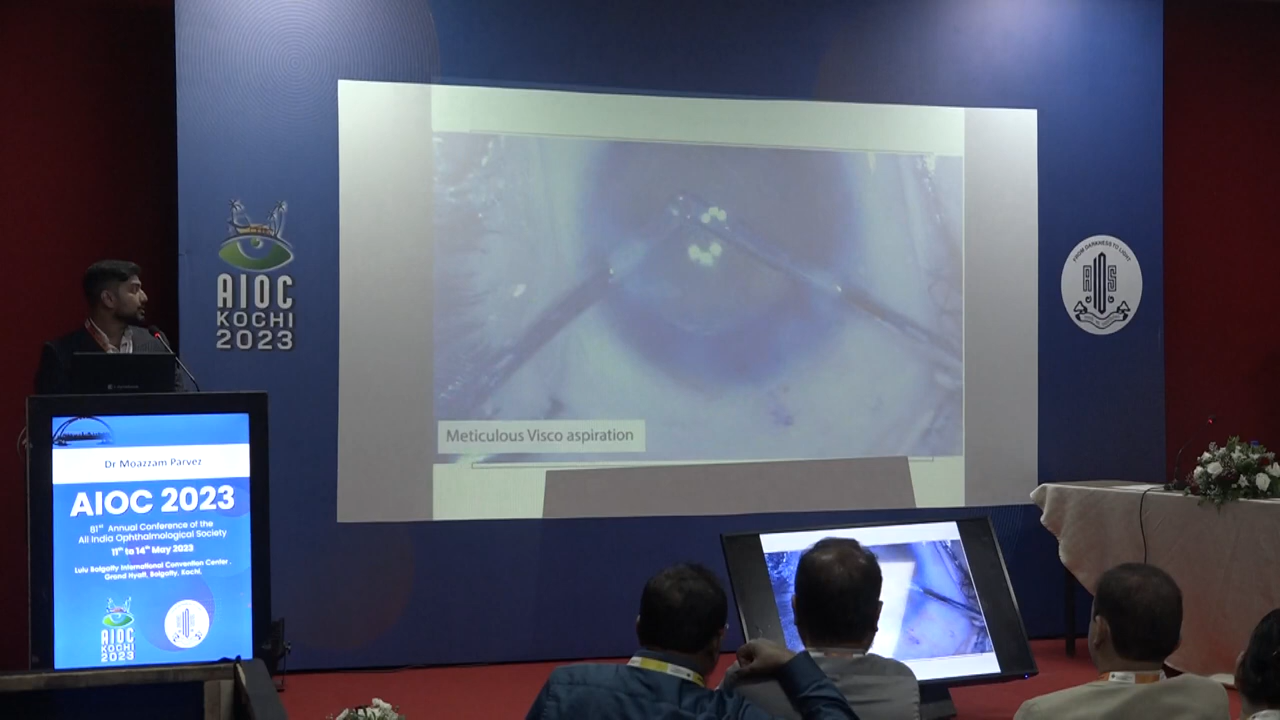 AIOC
KOCHI
2023
Meticulous Visco aspiration
FROM DARKNESS TO LIGHT
AIOS
Dr Moazzam Parvez
AIOC 2023
81st Annual Conference of the
All India Ophthalmological Society
11th to 14th May 2023
Lulu Bolgatty International Convention Center,
Grand Hyatt, Bolgatty, Kochi.
AIOC
KOCHI
2023